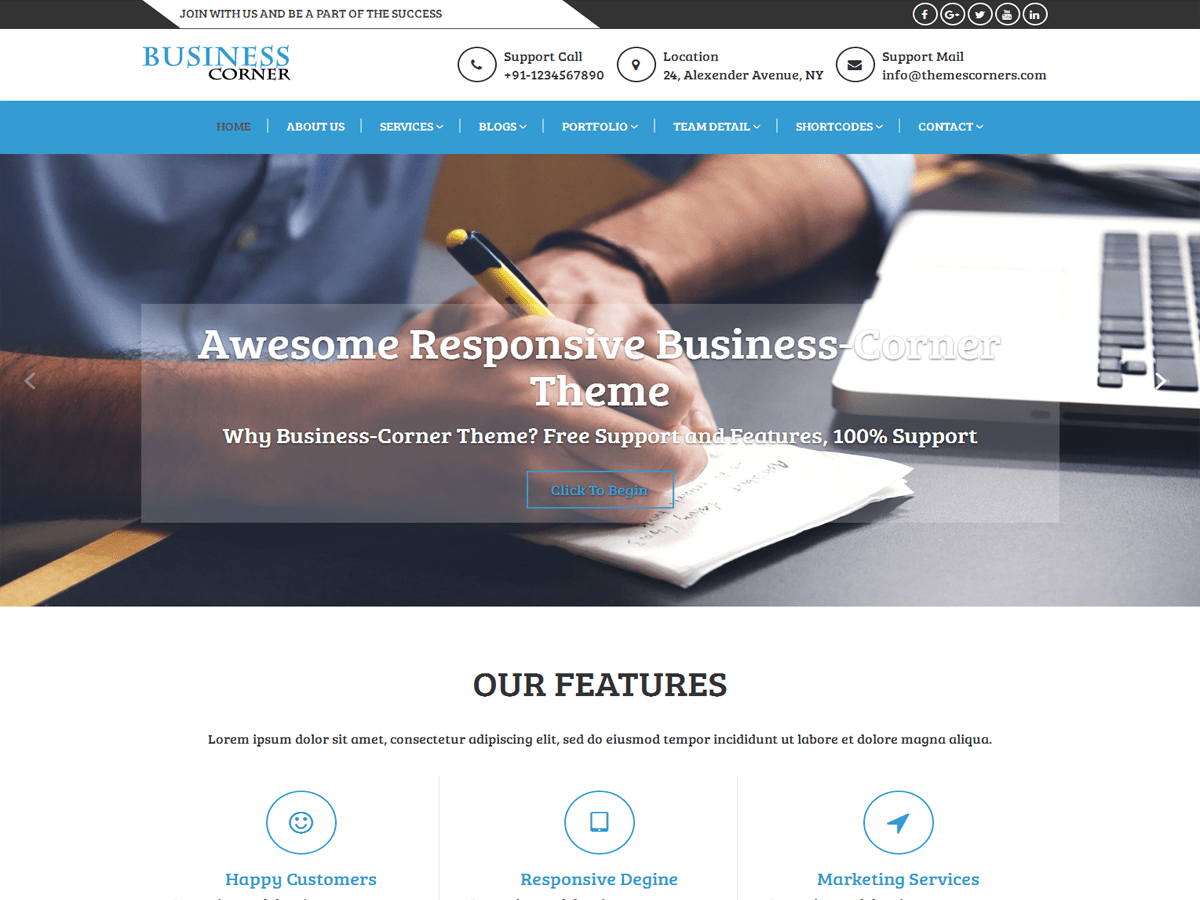 JOIN WITH US AND BE A PART OF THE SUCCESS
BUSINESS
CORNER
Support Call
+91-1234567890
Location
24, Alexender Avenue, NY
Support Mail
info@themescorners.com
HOME
ABOUT US
SERVICES
BLOGS
PORTFOLIO
TEAM DETAIL
SHORTCODES
CONTACT
Awesome Responsive Business-Corner
Theme
Why Business-Corner Theme? Free Support and Features, 100% Support
Click To Begin
OUR FEATURES
Lorem ipsum dolor sit amet, consectetur adipiscing elit, sed do eiusmod tempor incididunt ut labore et dolore magna aliqua.
Happy Customers
Responsive Degine
Marketing Services